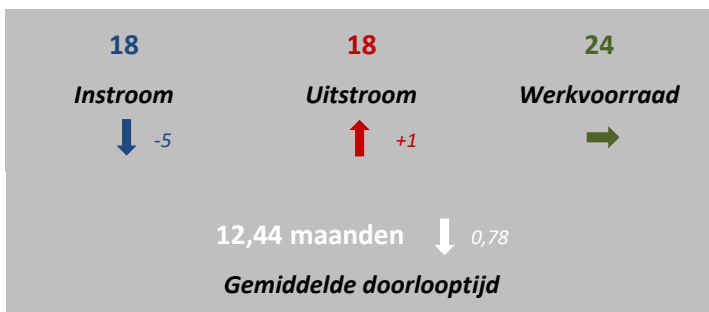 18 18 24
Instroom Uitstroom Werkvoorraad
-5 +1
12,44 maanden 0,78
Gemiddelde doorlooptijd